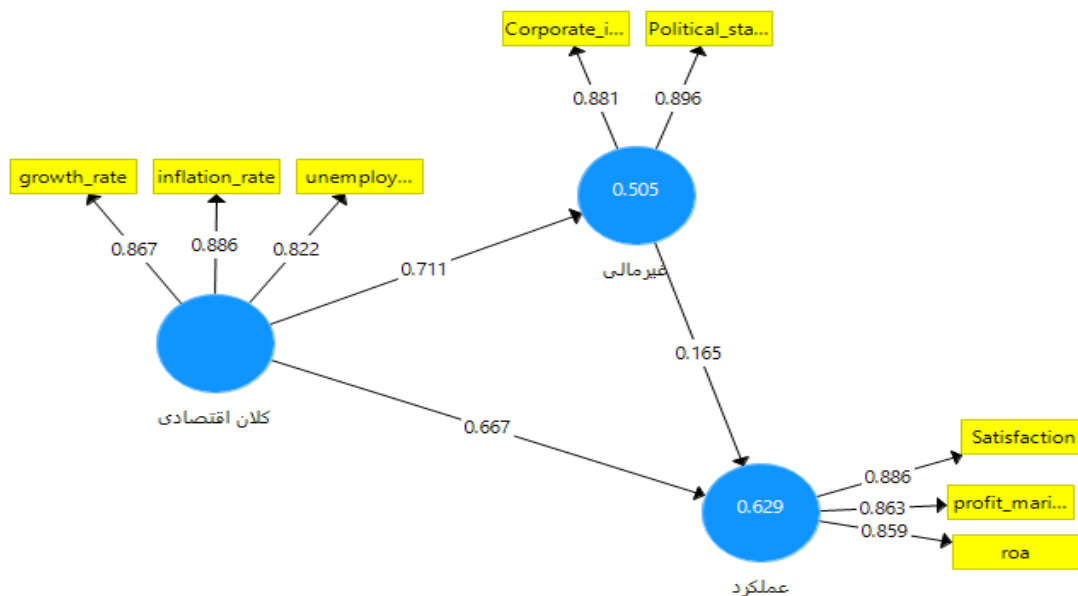 Corporate_i...
Political_sta...
0.881
0.896
growth_rate
inflation_rate
unemploy...
0.505
0.867
0.886
0.822
غیرمالی
0.711
0.165
کلان اقتصادی
0.667
Satisfaction
0.886
0.629
0.863
profit_mari...
0.859
roa
عملکرد